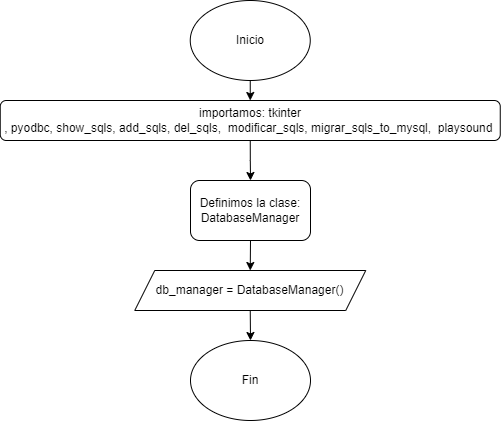 Inicio
importamos: tkinter
, pyodbc, show_sqls, add_sqls, del_sqls, modificar_sqls, migrar_sqls_to_mysql, playsound
Definimos la clase:
DatabaseManager
db_manager = DatabaseManager()
Fin